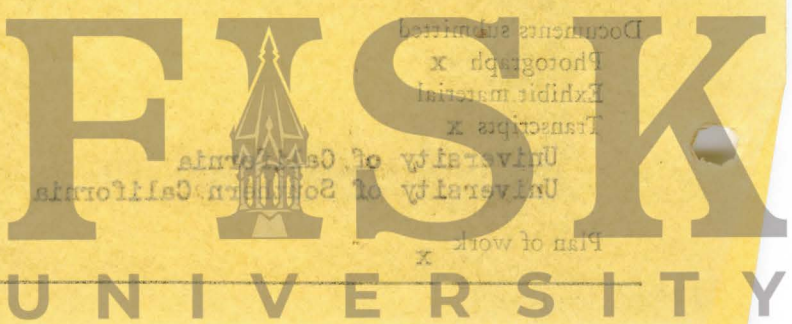 Documents submitted
Photograph x
Exhibit material
Transcripts x
University of California
University of Southern California
Plan of work x
FISK
UNIVERSITY